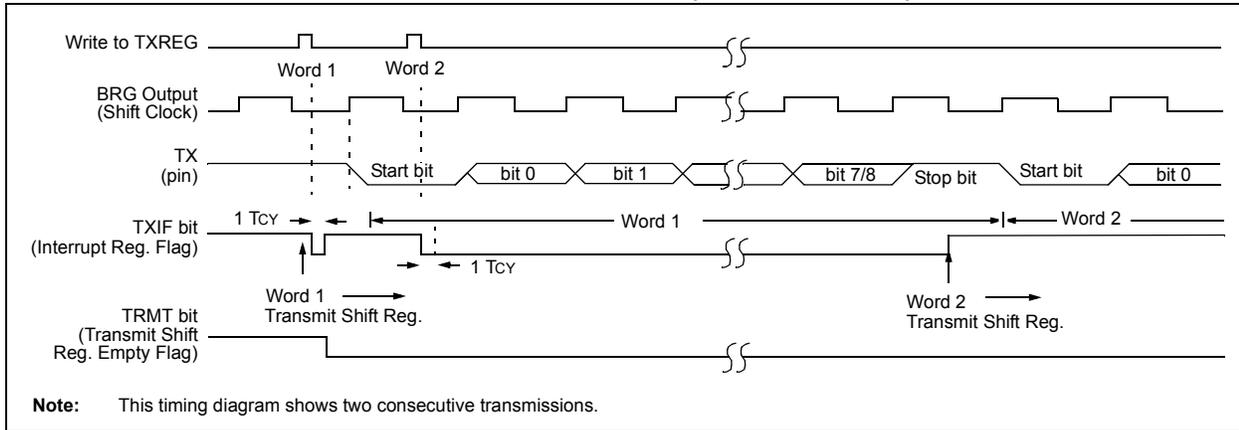 Write to TXREG
Word 1
Word 2
BRG Output
(Shift Clock)
TX
(pin)
Start bit
bit 0
bit 1
bit 7/8
Stop bit
Start bit
bit 0
1 TCY
Word 1
Word 2
TXIF bit
(Interrupt Reg. Flag)
1 TCY
Word 1
Transmit Shift Reg.
Word 2
Transmit Shift Reg.
TRMT bit
(Transmit Shift
Reg. Empty Flag)
Note: This timing diagram shows two consecutive transmissions.